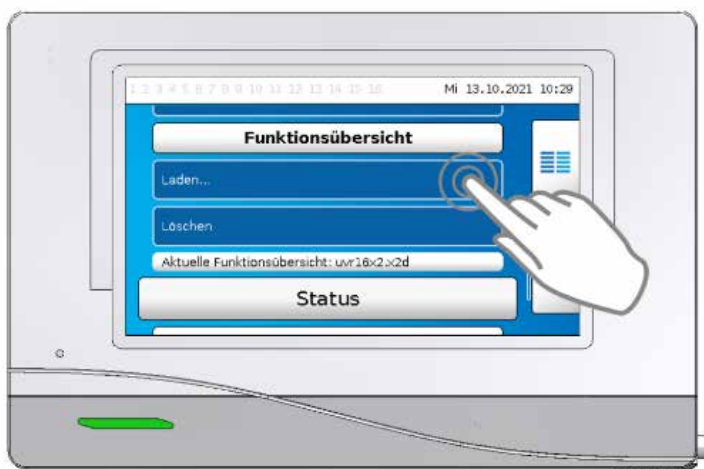 1 2 3 4 5 6 7 8 9 10 11 12 13 14 15 16 Mi 13.10.2021 10:29
Funktionsübersicht
Laden...
Löschen
Aktuelle Funktionsübersicht: uvr16x2.x2d
Status